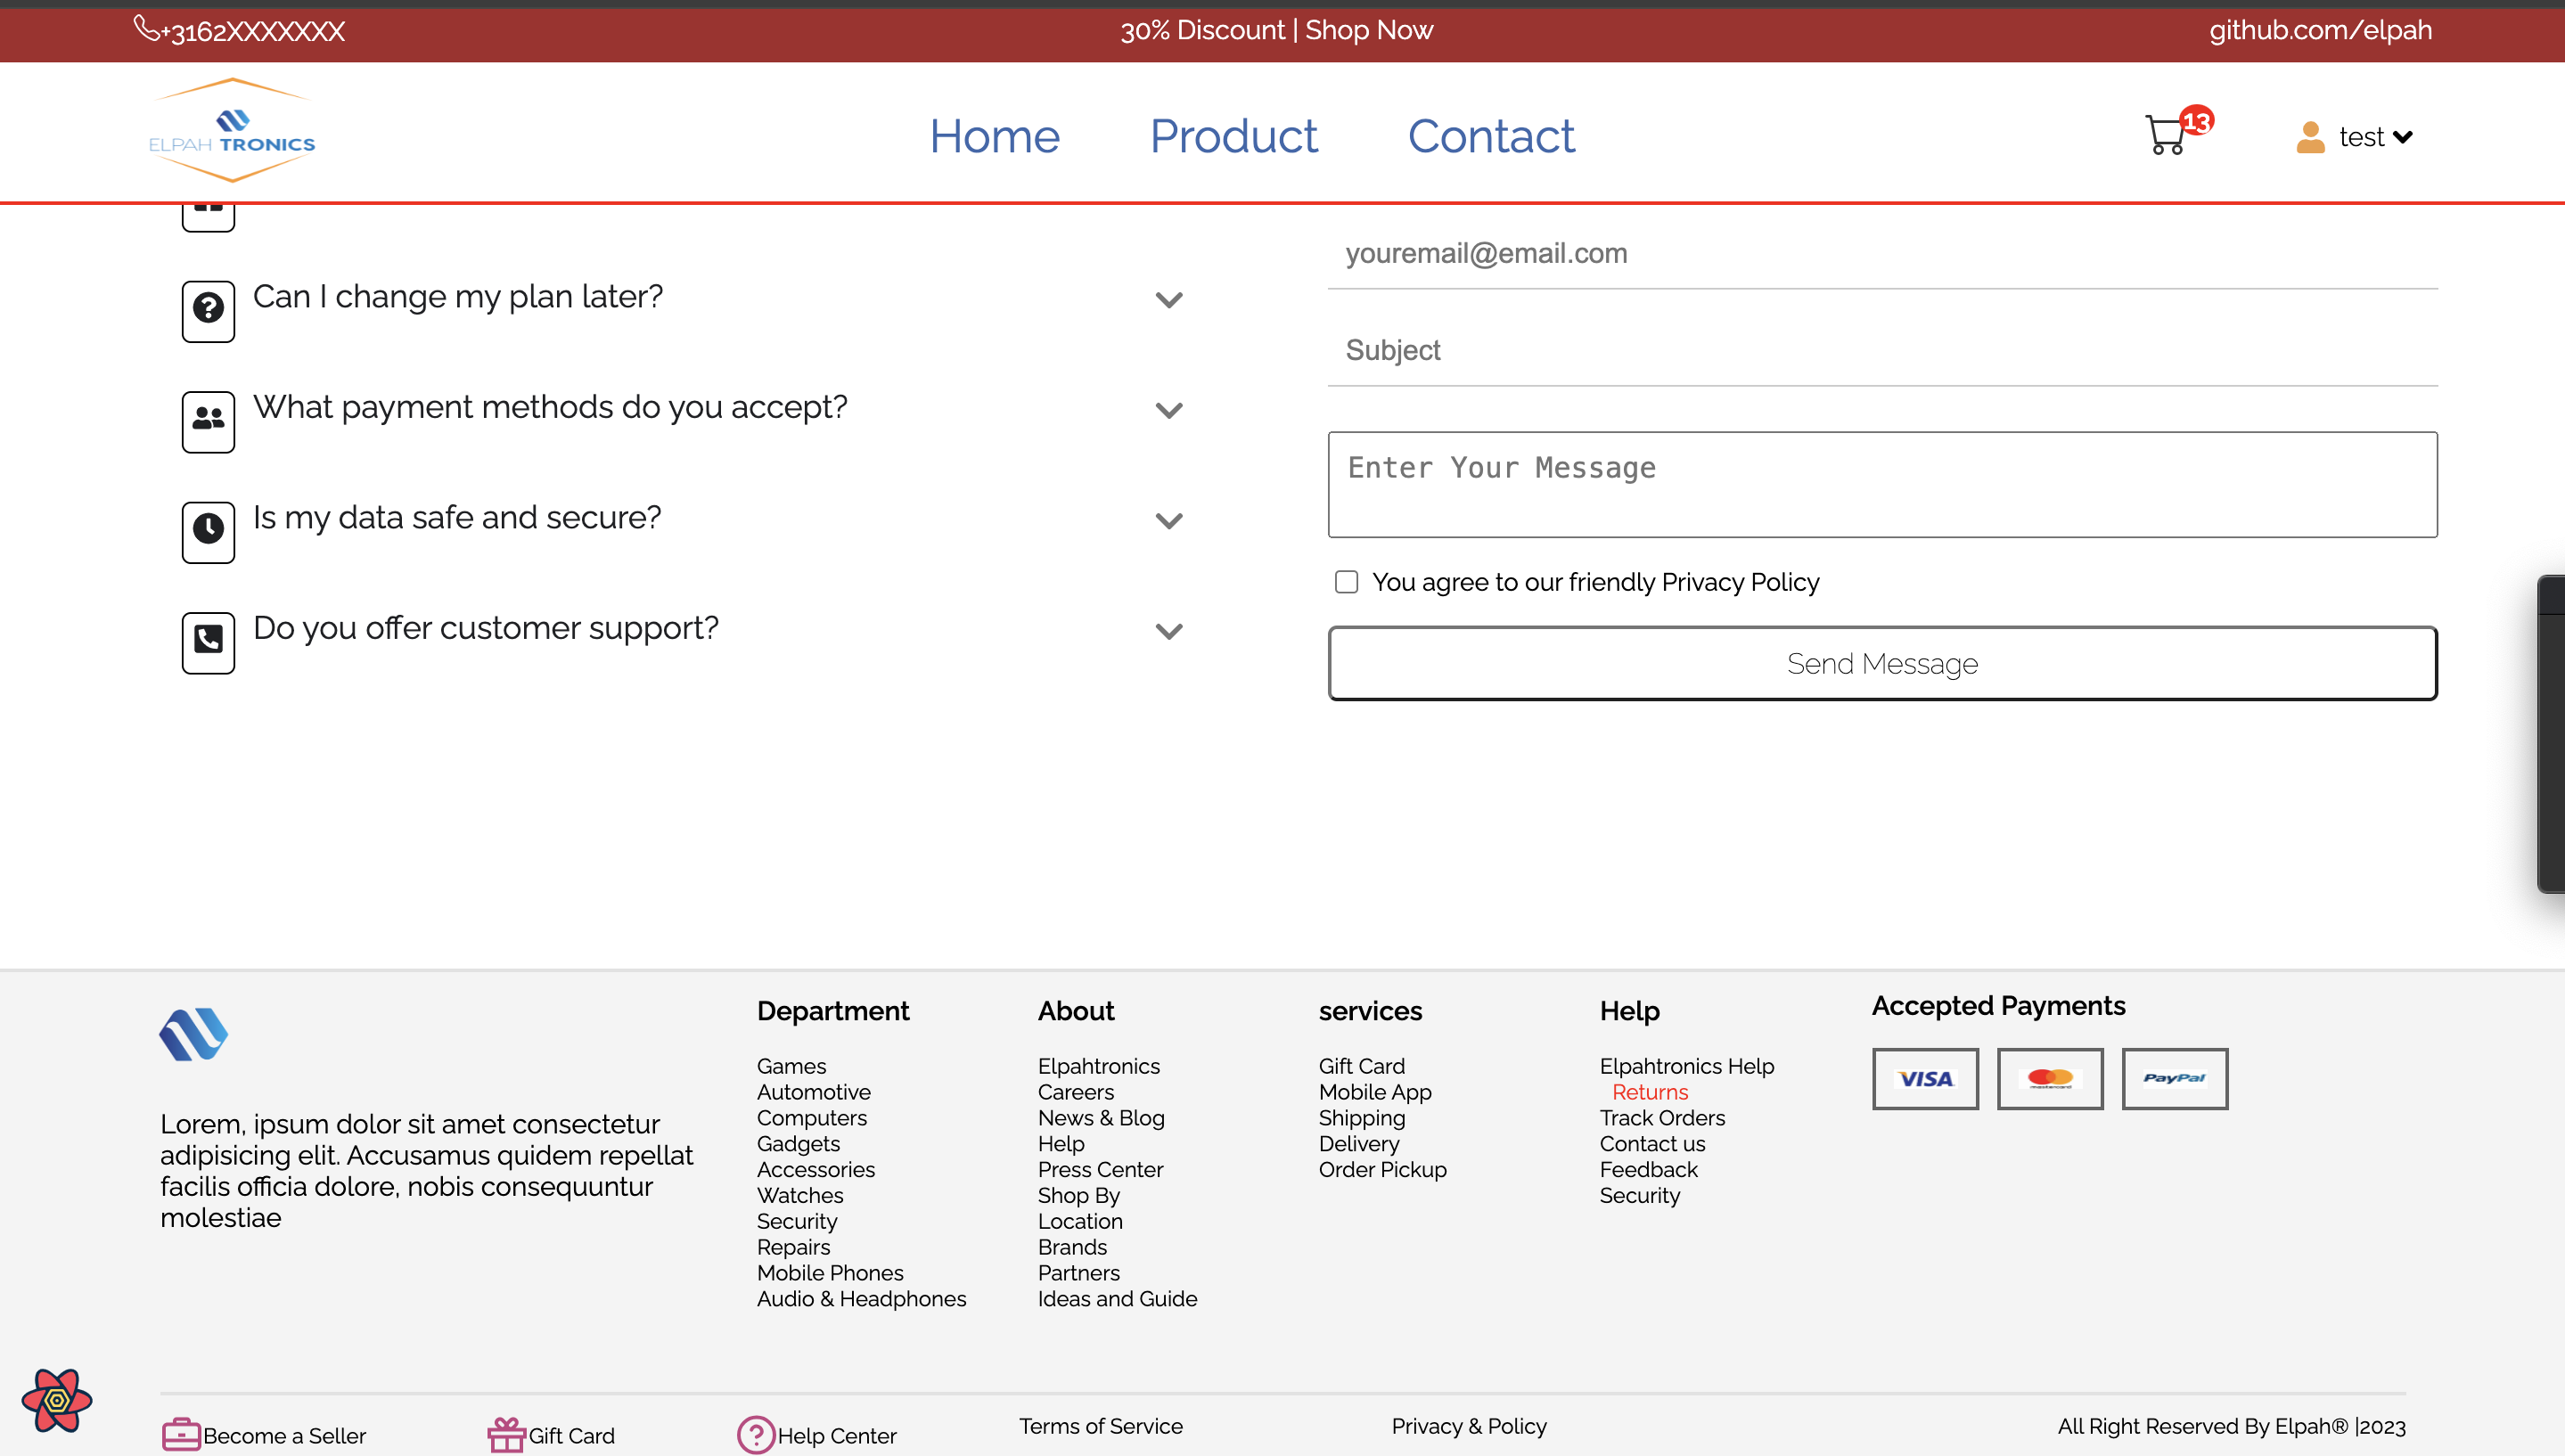 +3162XXXXXXX
30% Discount | Shop Now
github.com/elpah
ELPAH TRONICS
Home
Product
Contact
13
test
Can I change my plan later?
What payment methods do you accept?
Is my data safe and secure?
Do you offer customer support?
youremail@email.com
Subject
Enter Your Message
You agree to our friendly Privacy Policy
Send Message
Lorem, ipsum dolor sit amet consectetur
adipisicing elit. Accusamus quidem repellat
facilis officia dolore, nobis consequuntur
molestiae
Department
Games
Automotive
Computers
Gadgets
Accessories
Watches
Security
Repairs
Mobile Phones
Audio & Headphones
About
Elpahtronics
Careers
News & Blog
Help
Press Center
Shop By
Location
Brands
Partners
Ideas and Guide
services
Gift Card
Mobile App
Shipping
Delivery
Order Pickup
Help
Elpahtronics Help
Returns
Track Orders
Contact us
Feedback
Security
Accepted Payments
VISA
mastercard
PayPal
Become a Seller
Gift Card
Help Center
Terms of Service
Privacy & Policy
All Right Reserved By Elpah® |2023